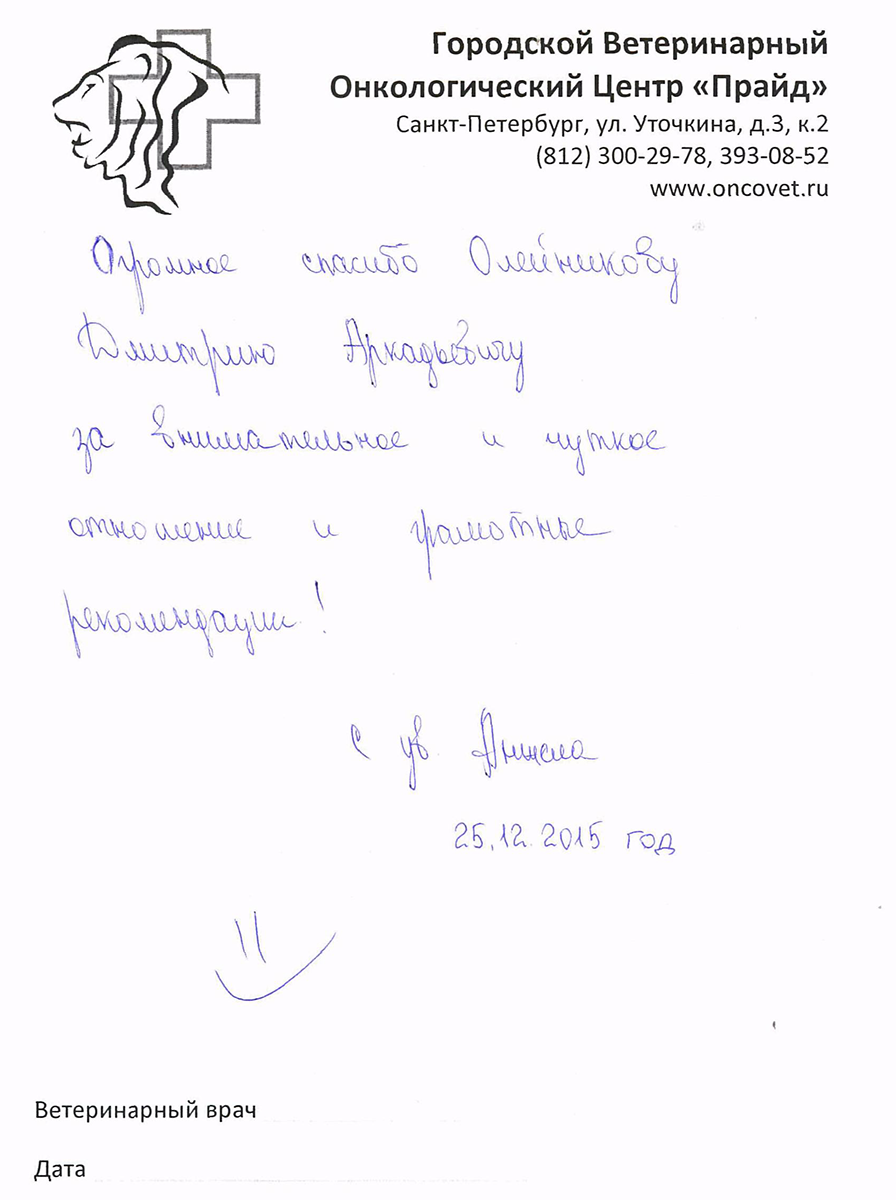 Городской Ветеринарный
Онкологический Центр «Прайд»
Санкт-Петербург, ул. Уточкина, д.3, к.2
(812) 300-29-78, 393-08-52
www.oncovet.ru
Огромное спасибо Олейникову
Дмитрию Аркадьевичу
за внимательное и чуткое
отношение и грамотные
рекомендации!
с ув. Анжела
25.12.2015 год
Ветеринарный врач
Дата